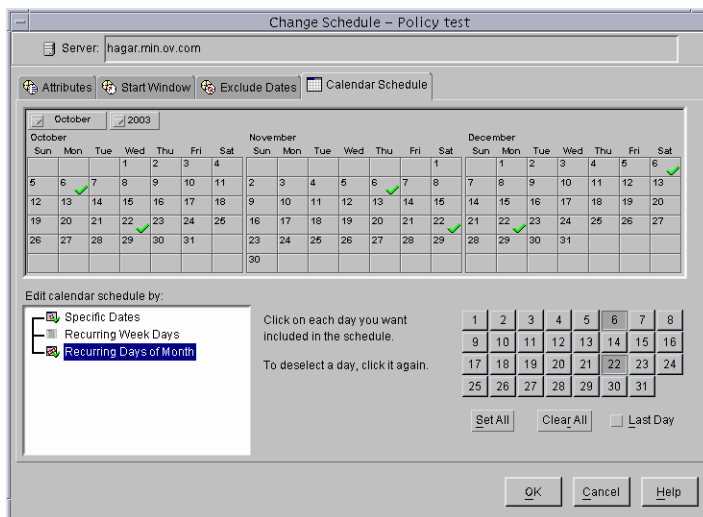 Change Schedule – Policy test
Server: hagar.min.ov.com
Attributes Start Window Exclude Dates Calendar Schedule
October 2003
October November December
Sun Mon Tue Wed Thu Fri Sat Sun Mon Tue Wed Thu Fri Sat Sun Mon Tue Wed Thu Fri Sat
1 2 3 4 1 1 2 3 4 5 6
5 6 7 8 9 10 11 2 3 4 5 6 7 8 7 8 9 10 11 12 13
12 13 14 15 16 17 18 9 10 11 12 13 14 15 14 15 16 17 18 19 20
19 20 21 22 23 24 25 16 17 18 19 20 21 22 21 22 23 24 25 26 27
26 27 28 29 30 31 23 24 25 26 27 28 29 28 29 30 31
30
Edit calendar schedule by:
Specific Dates
Recurring Week Days
Recurring Days of Month
Click on each day you want
included in the schedule.
To deselect a day, click it again.
1 2 3 4 5 6 7 8
9 10 11 12 13 14 15 16
17 18 19 20 21 22 23 24
25 26 27 28 29 30 31
Set All Clear All Last Day
OK Cancel Help